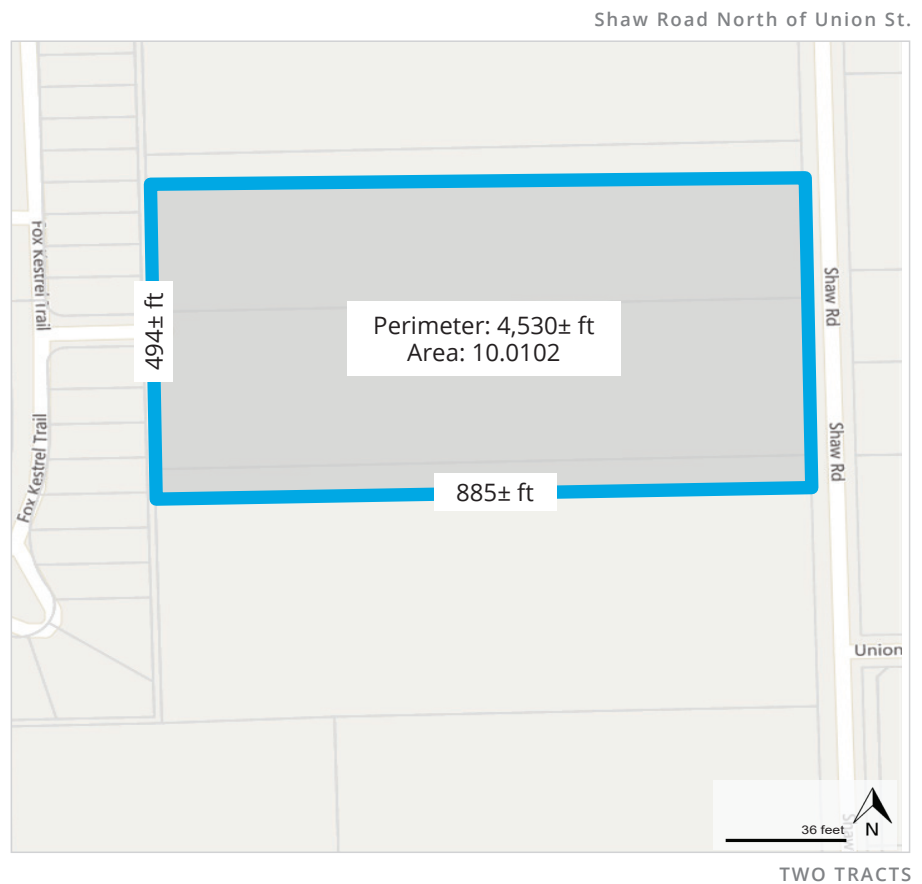 Shaw Road North of Union St.
Fox Kestrel Trail
Shaw Rd
494± ft
Perimeter: 4,530± ft
Area: 10.0102
Fox Kestrel Trail
Shaw Rd
885± ft
Union
36 feet
N
TWO TRACTS